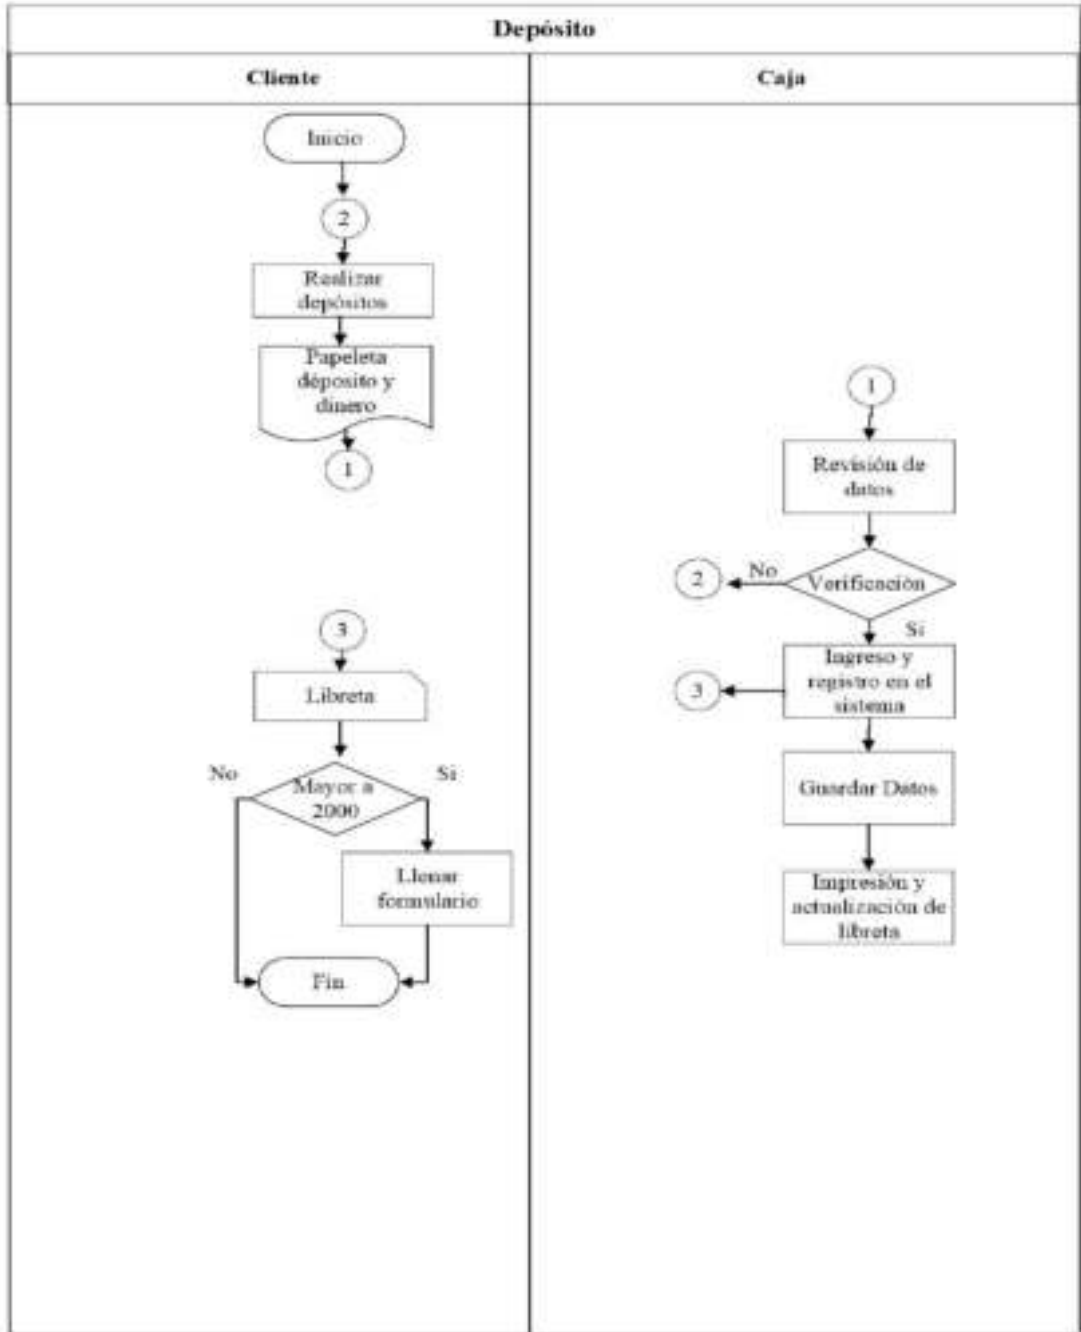 Depósito
Cliente
Caja
Inicio
2
Realizar
depósitos
Papeleta
déposito y
dinero
1
3
Libreta
No
Si
Mayor a
2000
Llenar
formulario
Fin
1
Revisión de
datos
2
No
Verificación
Si
Ingreso y
registro en el
sistema
3
Guardar Datos
Impresión y
actualización de
libreta